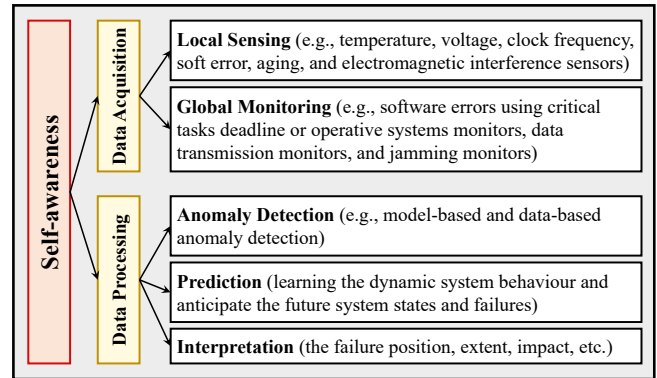 Self-awareness
Data Acquisition
Local Sensing (e.g., temperature, voltage, clock frequency,
soft error, aging, and electromagnetic interference sensors)
Global Monitoring (e.g., software errors using critical
tasks deadline or operative systems monitors, data
transmission monitors, and jamming monitors)
Data Processing
Anomaly Detection (e.g., model-based and data-based
anomaly detection)
Prediction (learning the dynamic system behaviour and
anticipate the future system states and failures)
Interpretation (the failure position, extent, impact, etc.)